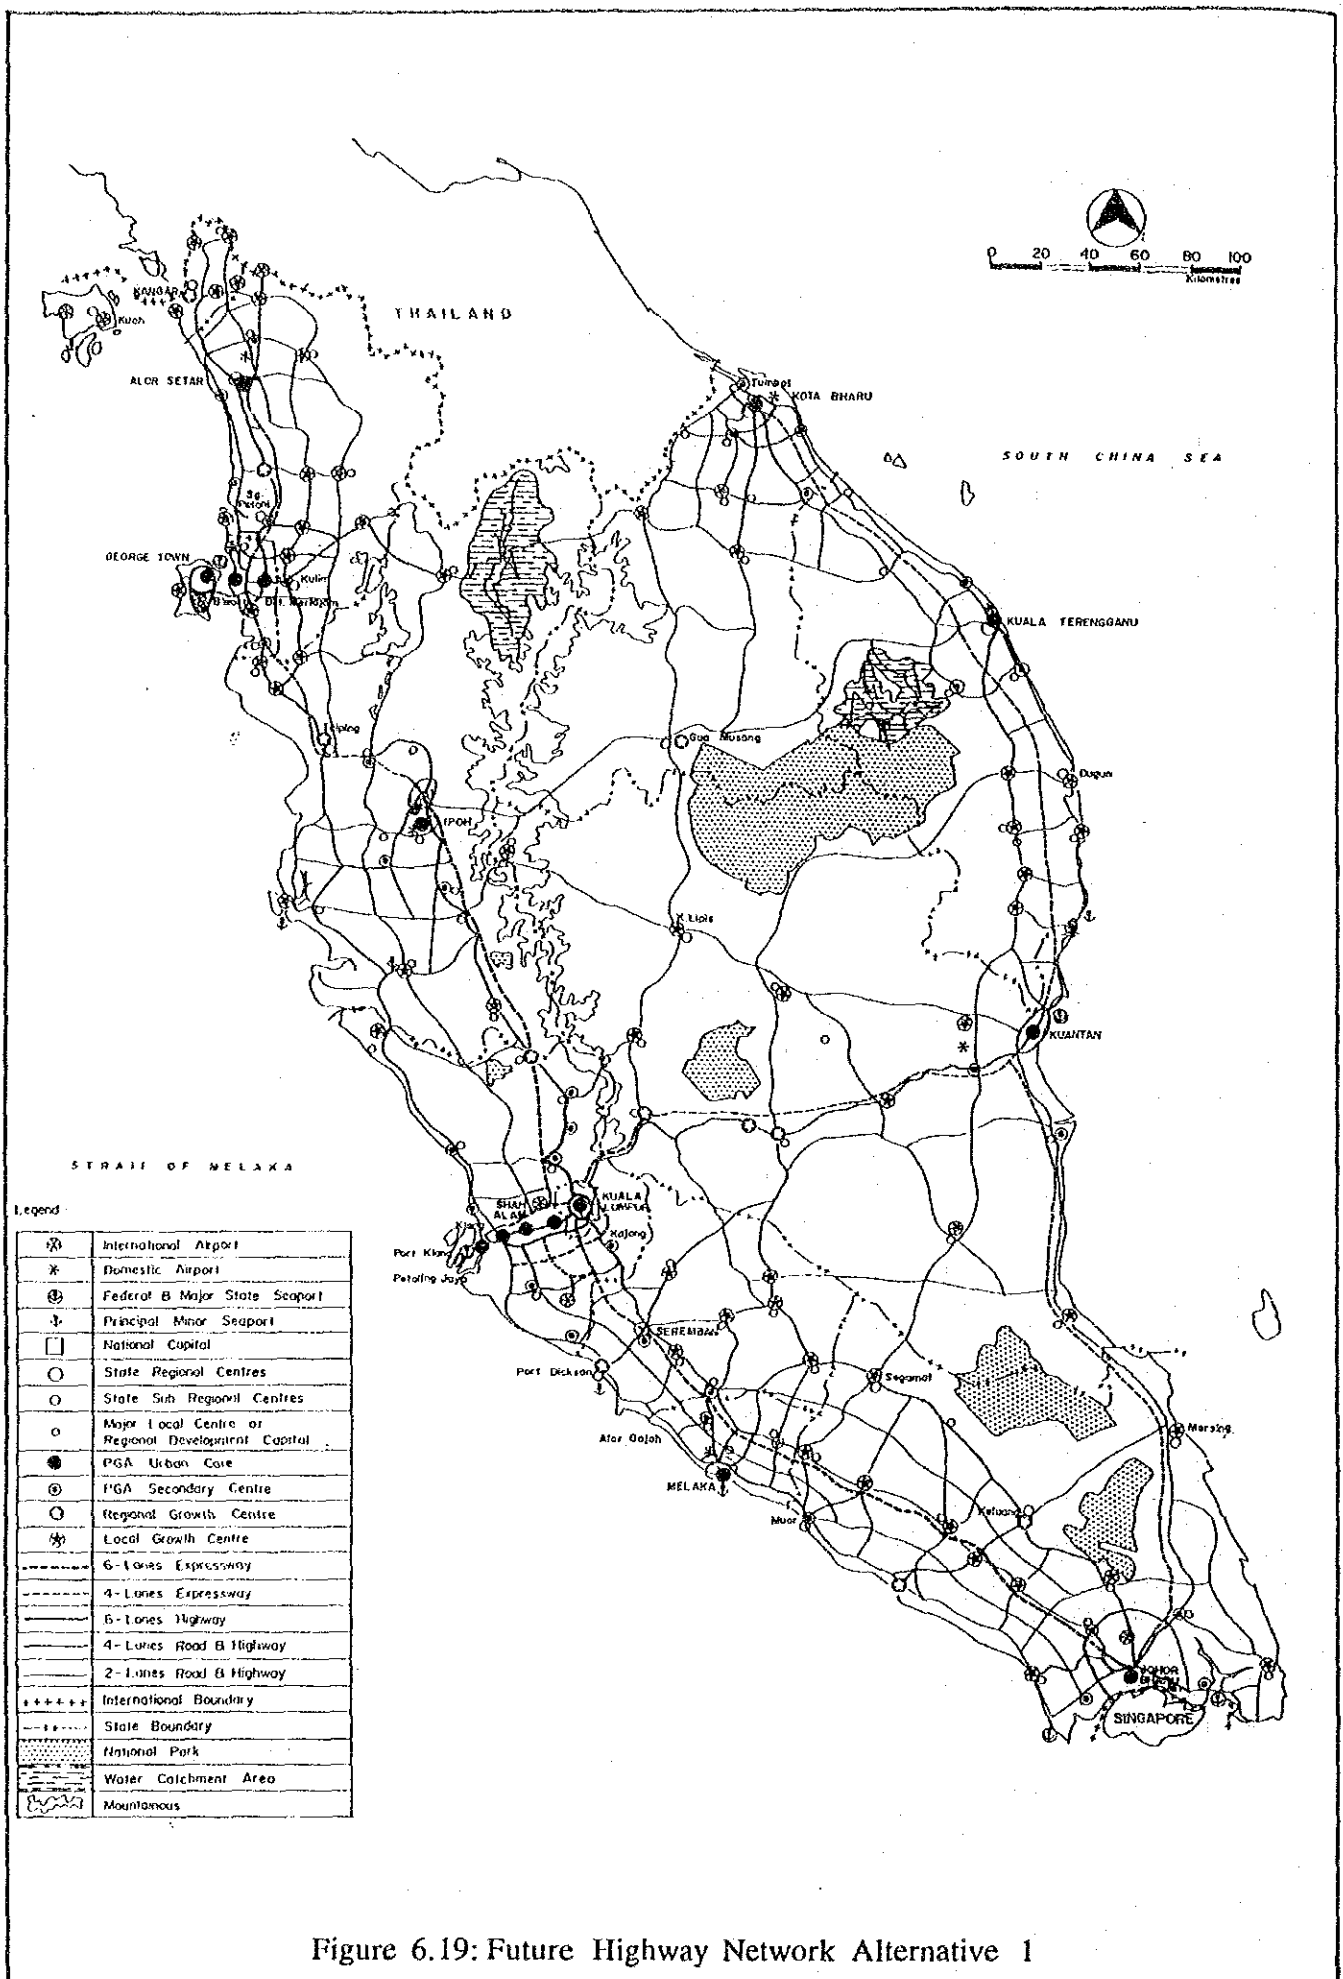 0 20 40 60 80 100
Kilometres
THAILAND
KANGAR
Kuah
ALOR SETAR
Tumpat
KOTA BHARU
SOUTH CHINA SEA
Sg.
Petani
GEORGE TOWN
Kulim
KUALA TERENGGANU
Taiping
Gua Musang
Dugun
IPOH
K. Lipis
KUANTAN
STRAIT OF MELAKA
SHAH
ALAM
KUALA
LUMPUR
Klang
Kajang
Port Klang
Petaling Jaya
SEREMBAN
Port Dickson
Segamat
Alor Gajah
Mersing
MELAKA
Muar
Keluang
JOHOR
BHARU
SINGAPORE
Legend
International Airport
Domestic Airport
Federal & Major State Seaport
Principal Minor Seaport
National Capital
State Regional Centres
State Sub Regional Centres
Major Local Centre or
Regional Development Capital
PGA Urban Core
PGA Secondary Centre
Regional Growth Centre
Local Growth Centre
6-Lanes Expressway
4-Lanes Expressway
6-Lanes Highway
4-Lanes Road & Highway
2-Lanes Road & Highway
International Boundary
State Boundary
National Park
Water Catchment Area
Mountainous
Figure 6.19: Future Highway Network Alternative 1